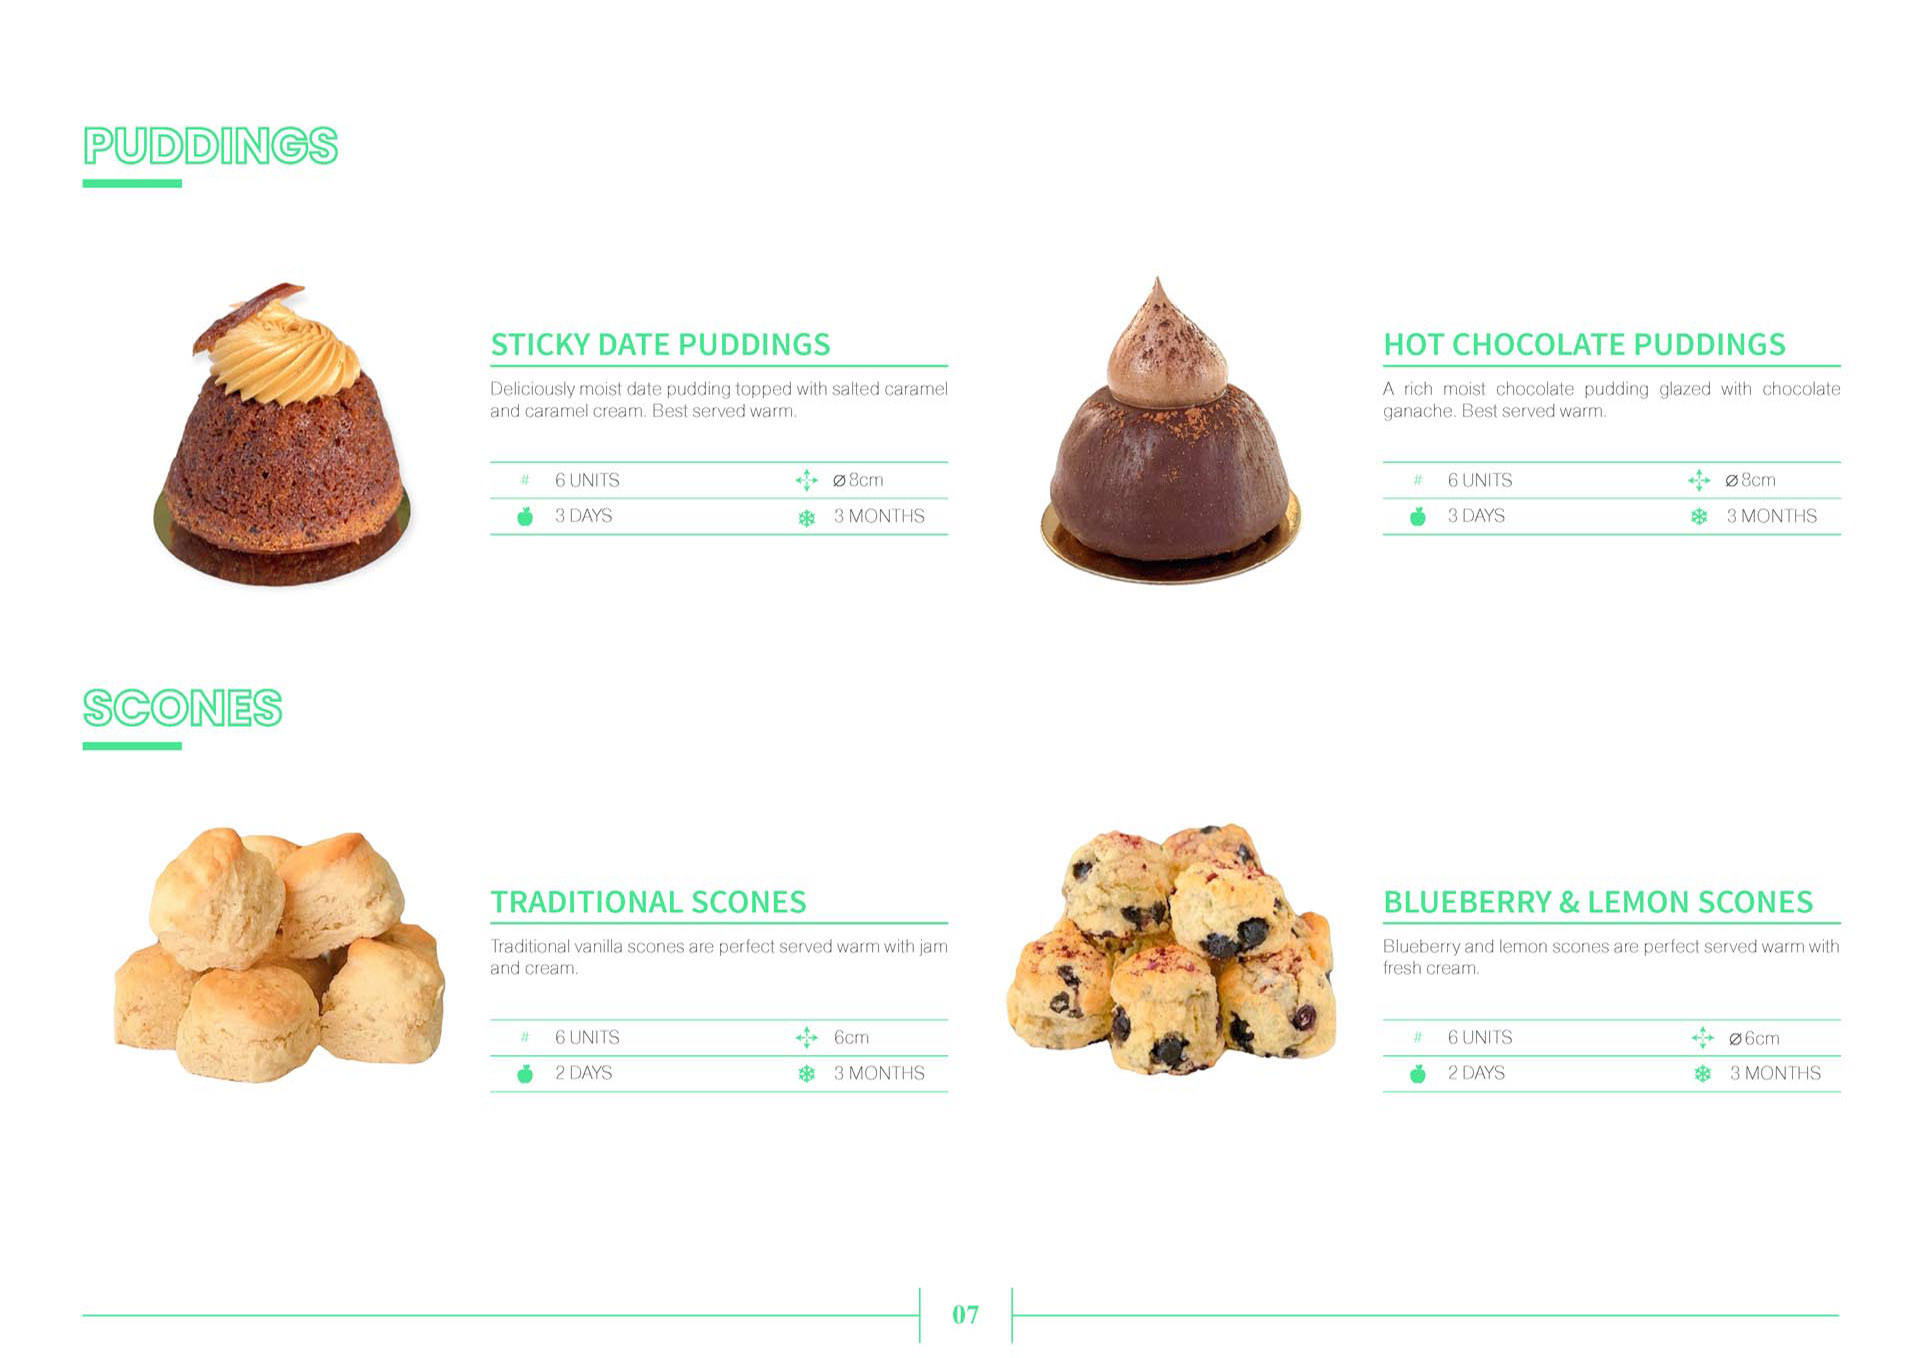 PUDDINGS
STICKY DATE PUDDINGS
Deliciously moist date pudding topped with salted caramel
and caramel cream. Best served warm.
# 6 UNITS Ø 8cm
3 DAYS 3 MONTHS
HOT CHOCOLATE PUDDINGS
A rich moist chocolate pudding glazed with chocolate
ganache. Best served warm.
# 6 UNITS Ø 8cm
3 DAYS 3 MONTHS
SCONES
TRADITIONAL SCONES
Traditional vanilla scones are perfect served warm with jam
and cream.
# 6 UNITS 6cm
2 DAYS 3 MONTHS
BLUEBERRY & LEMON SCONES
Blueberry and lemon scones are perfect served warm with
fresh cream.
# 6 UNITS Ø 6cm
2 DAYS 3 MONTHS
07